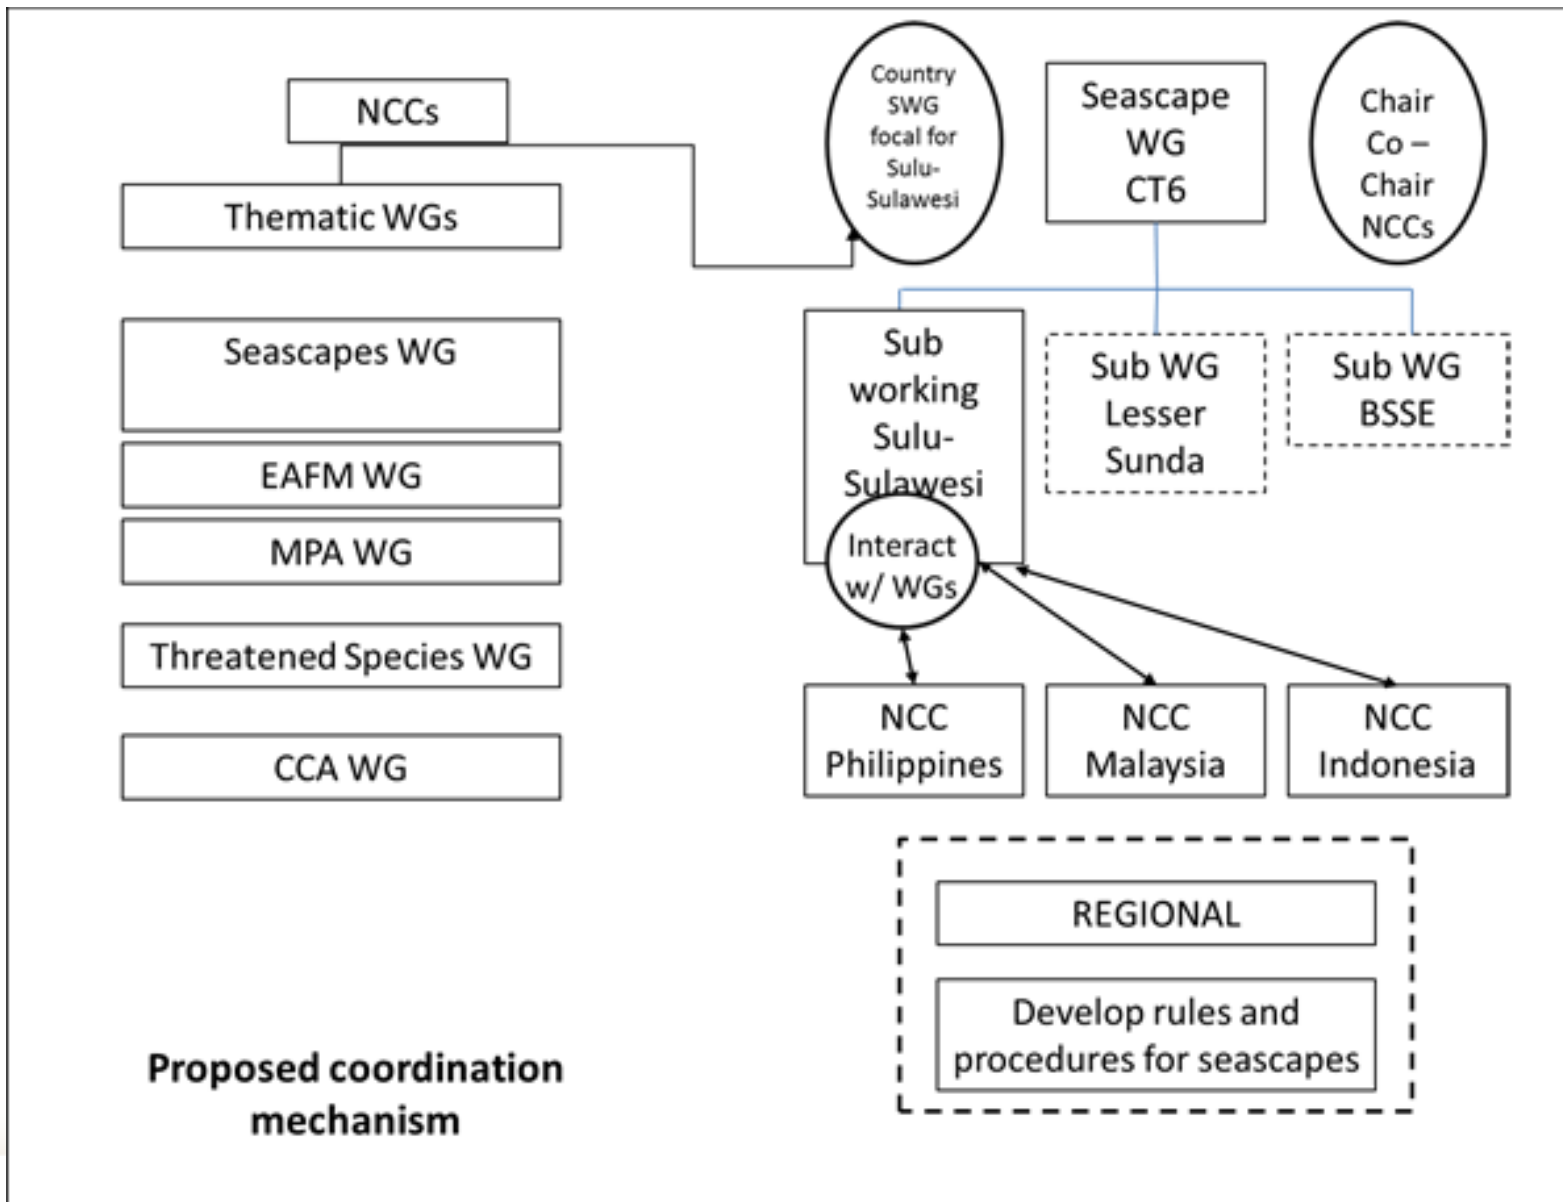 NCCs
Thematic WGs
Seascapes WG
EAFM WG
MPA WG
Threatened Species WG
CCA WG
Proposed coordination
mechanism
Country
SWG
focal for
Sulu-
Sulawesi
Seascape
WG
CT6
Chair
Co –
Chair
NCCs
Sub
working
Sulu-
Sulawesi
Interact
w/ WGs
Sub WG
Lesser
Sunda
Sub WG
BSSE
NCC
Philippines
NCC
Malaysia
NCC
Indonesia
REGIONAL
Develop rules and
procedures for seascapes